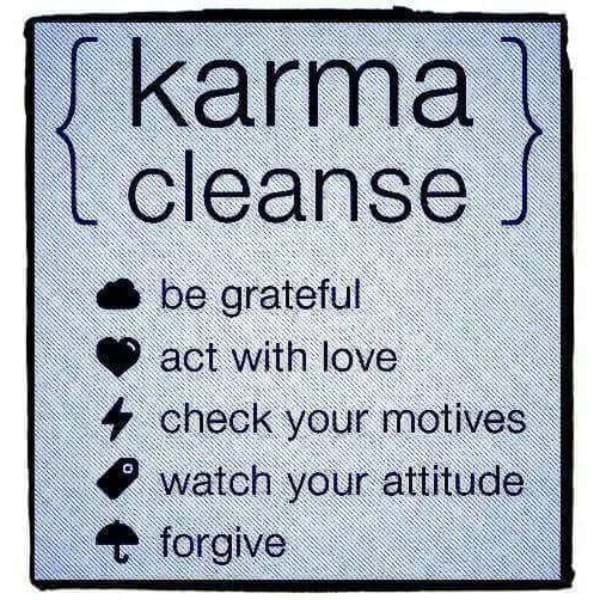 { karma
cleanse }
be grateful
act with love
check your motives
watch your attitude
forgive